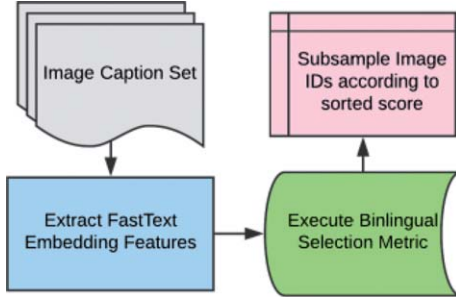 Image Caption Set
Extract FastText
Embedding Features
Execute Binlingual
Selection Metric
Subsample Image
IDs according to
sorted score